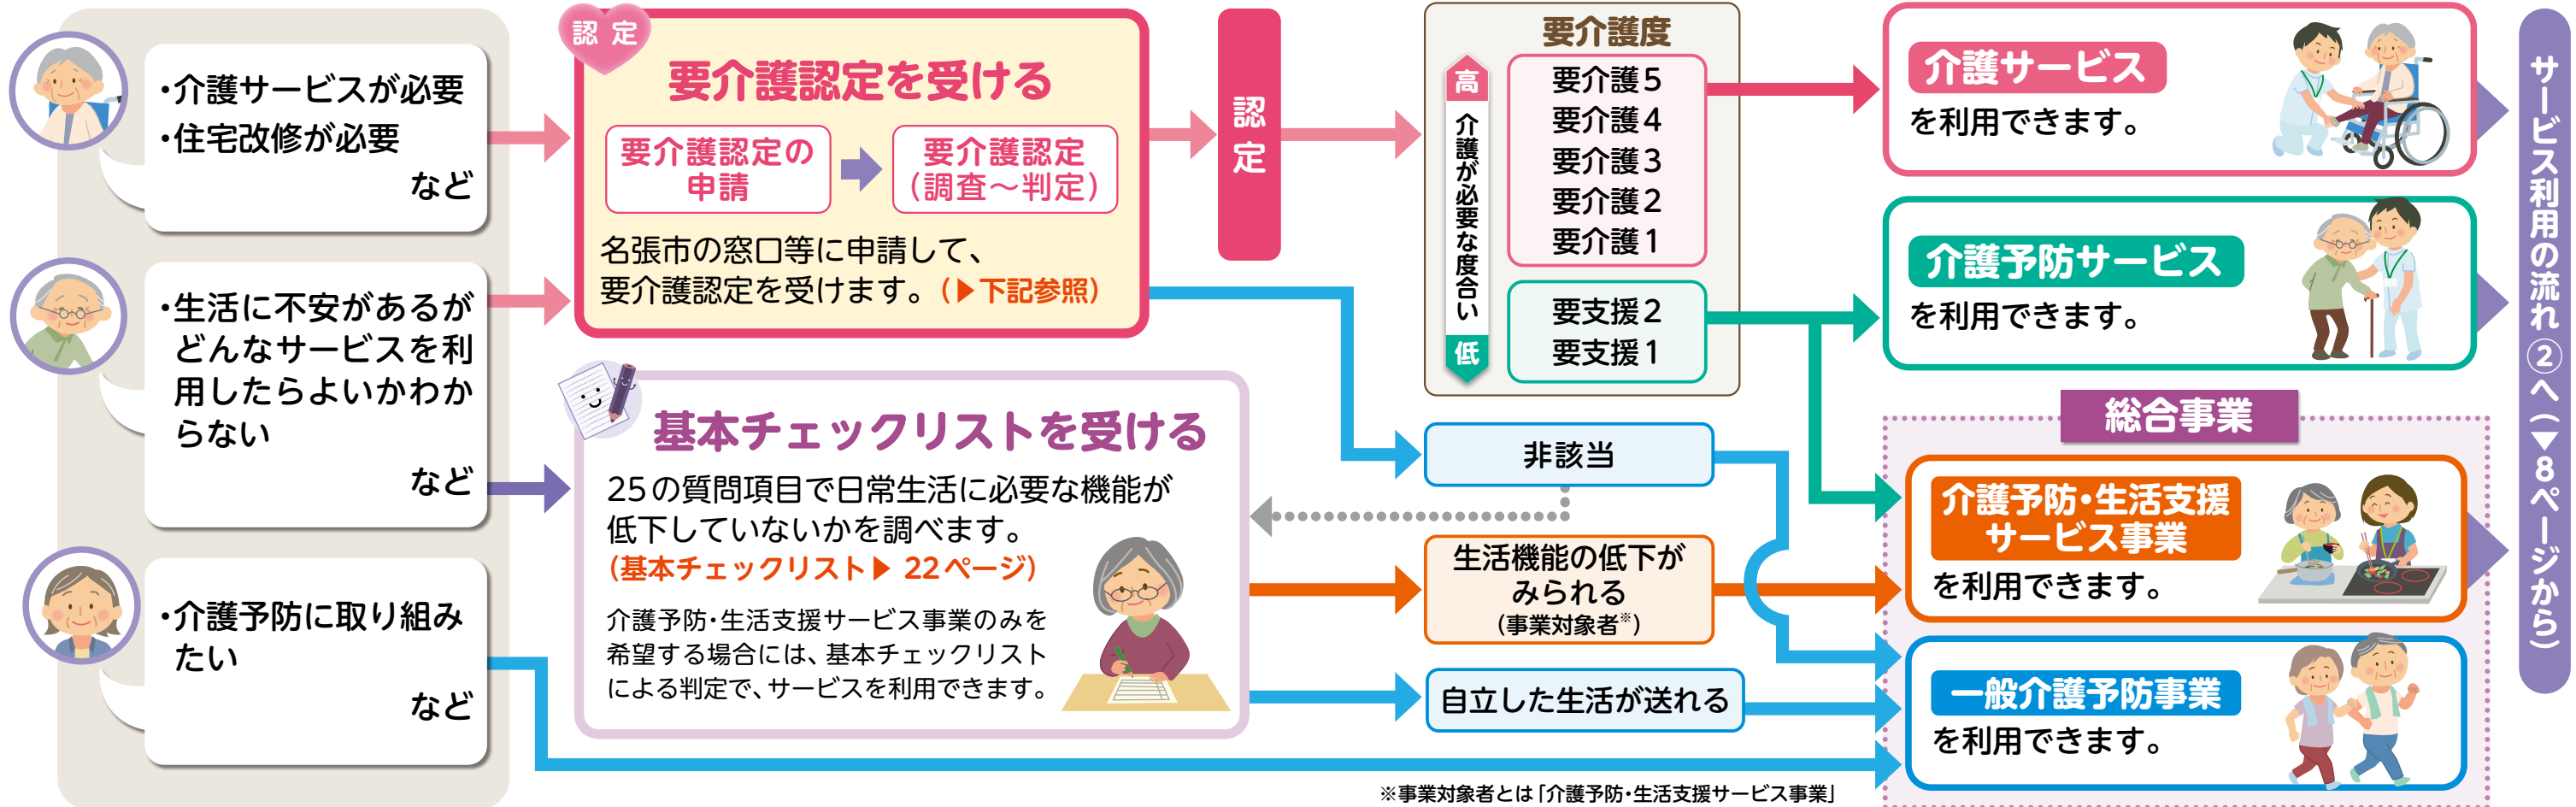 ・介護サービスが必要
・住宅改修が必要
など
・生活に不安があるが
どんなサービスを利
用したらよいかわか
らない
など
・介護予防に取り組み
たい
など
認定
要介護認定を受ける
要介護認定の
申請
要介護認定
（調査～判定）
名張市の窓口等に申請して、
要介護認定を受けます。（▶下記参照）
基本チェックリストを受ける
25の質問項目で日常生活に必要な機能が
低下していないかを調べます。
（基本チェックリスト▶ 22ページ）
介護予防・生活支援サービス事業のみを
希望する場合には、基本チェックリスト
による判定で、サービスを利用できます。
認定
要介護度
高
介護が必要な度合い
低
要介護5
要介護4
要介護3
要介護2
要介護1
要支援2
要支援1
非該当
生活機能の低下が
みられる
（事業対象者※）
自立した生活が送れる
※事業対象者とは「介護予防・生活支援サービス事業」
介護サービス
を利用できます。
介護予防サービス
を利用できます。
総合事業
介護予防・生活支援
サービス事業
を利用できます。
一般介護予防事業
を利用できます。
サービス利用の流れ②へ（▼8ページから）